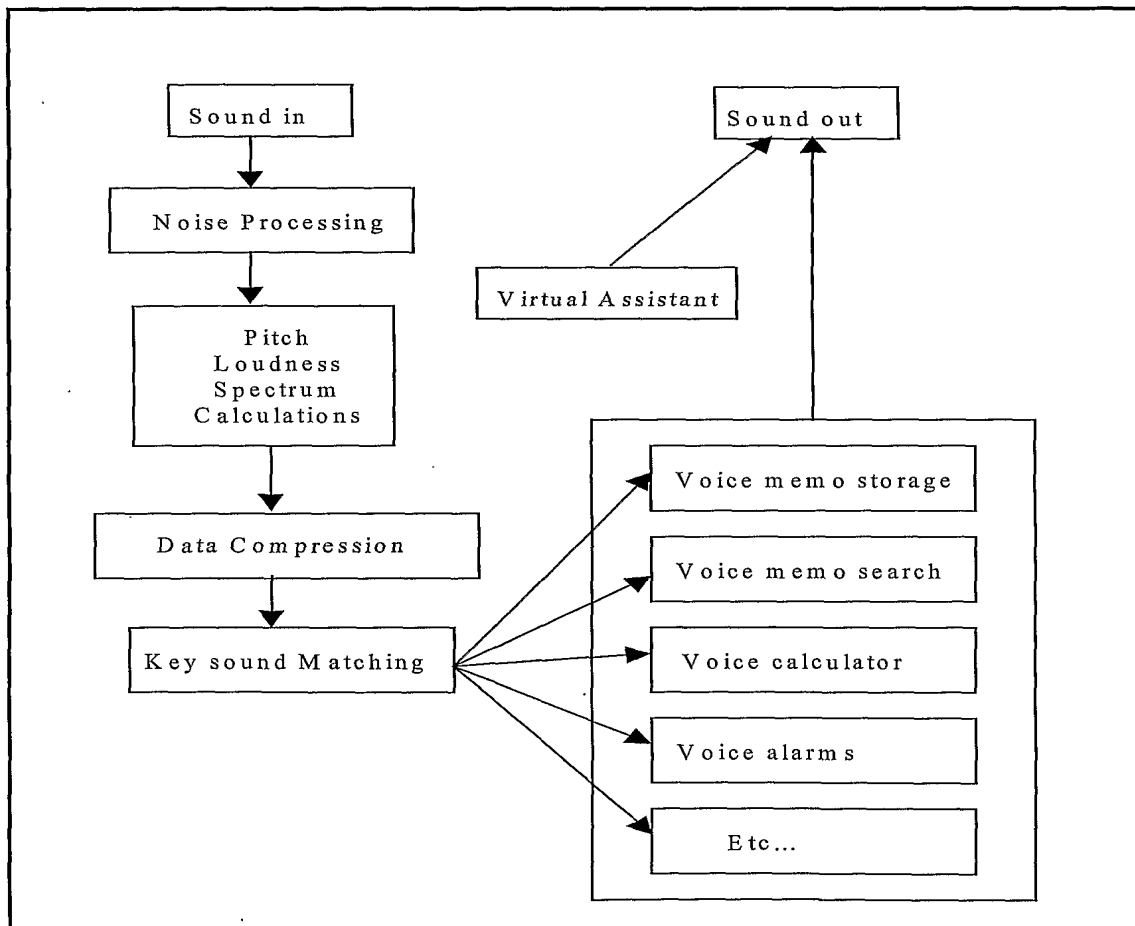 Sound in
Noise Processing
Pitch
Loudness
Spectrum
Calculations
Data Compression
Key sound Matching
Sound out
Virtual Assistant
Voice memo storage
Voice memo search
Voice calculator
Voice alarms
Etc...